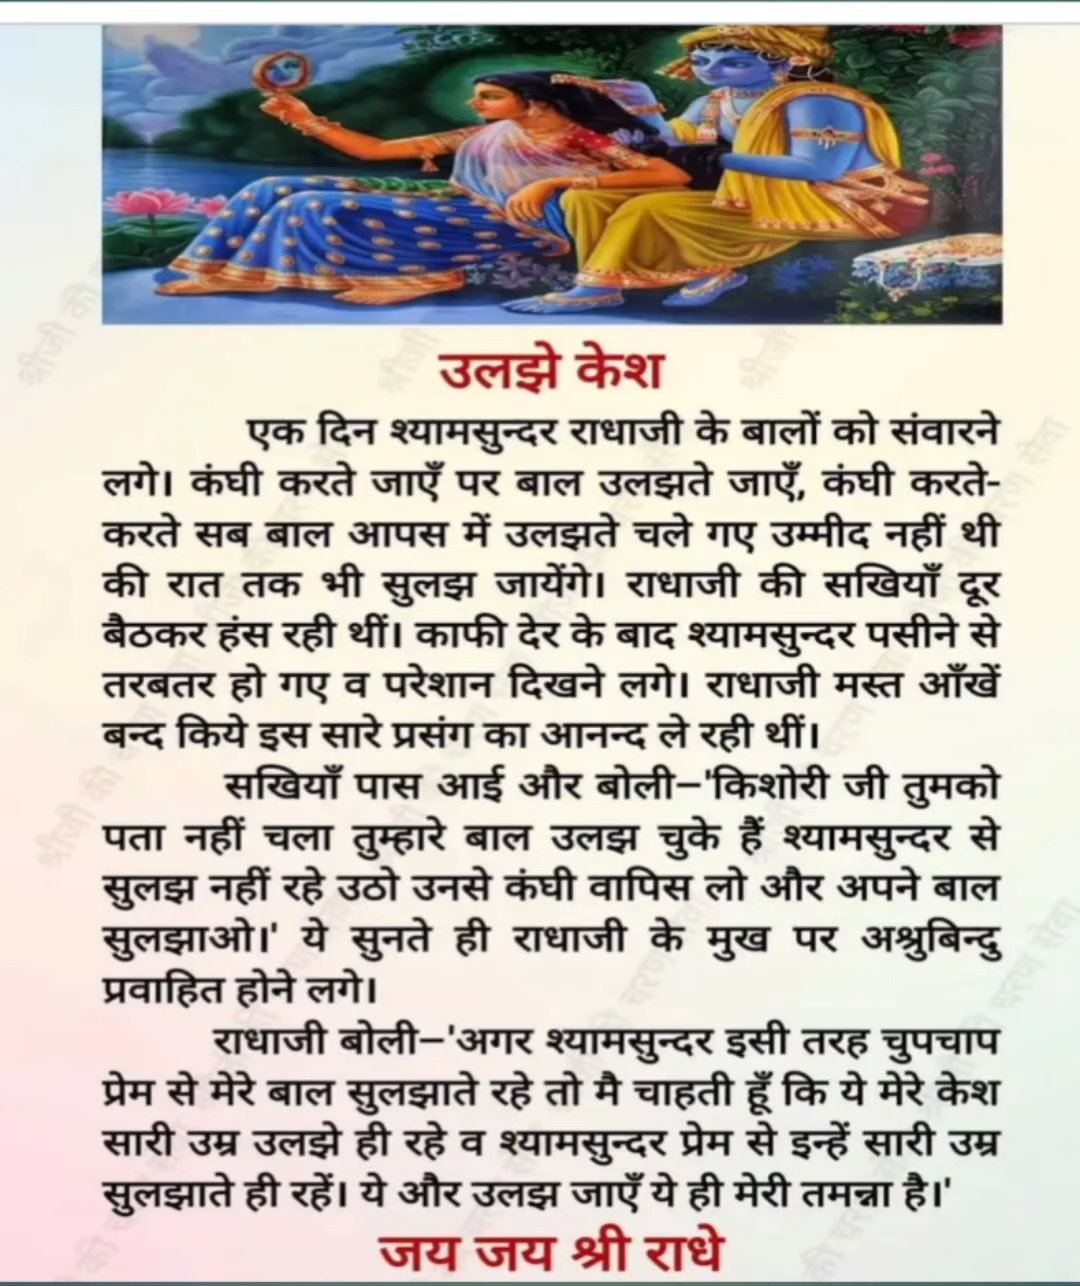 उलझे केश
एक दिन श्यामसुन्दर राधाजी के बालों को संवारने
लगे। कंघी करते जाएँ पर बाल उलझते जाएँ, कंघी करते-
करते सब बाल आपस में उलझते चले गए उम्मीद नहीं थी
की रात तक भी सुलझ जायेंगे। राधाजी की सखियाँ दूर
बैठकर हंस रही थीं। काफी देर के बाद श्यामसुन्दर पसीने से
तरबतर हो गए व परेशान दिखने लगे। राधाजी मस्त आँखें
बन्द किये इस सारे प्रसंग का आनन्द ले रही थीं।
सखियाँ पास आई और बोली–'किशोरी जी तुमको
पता नहीं चला तुम्हारे बाल उलझ चुके हैं श्यामसुन्दर से
सुलझ नहीं रहे उठो उनसे कंघी वापिस लो और अपने बाल
सुलझाओ।' ये सुनते ही राधाजी के मुख पर अश्रुबिन्दु
प्रवाहित होने लगे।
राधाजी बोली–'अगर श्यामसुन्दर इसी तरह चुपचाप
प्रेम से मेरे बाल सुलझाते रहे तो मै चाहती हूँ कि ये मेरे केश
सारी उम्र उलझे ही रहे व श्यामसुन्दर प्रेम से इन्हें सारी उम्र
सुलझाते ही रहें। ये और उलझ जाएँ ये ही मेरी तमन्ना है।'
जय जय श्री राधे